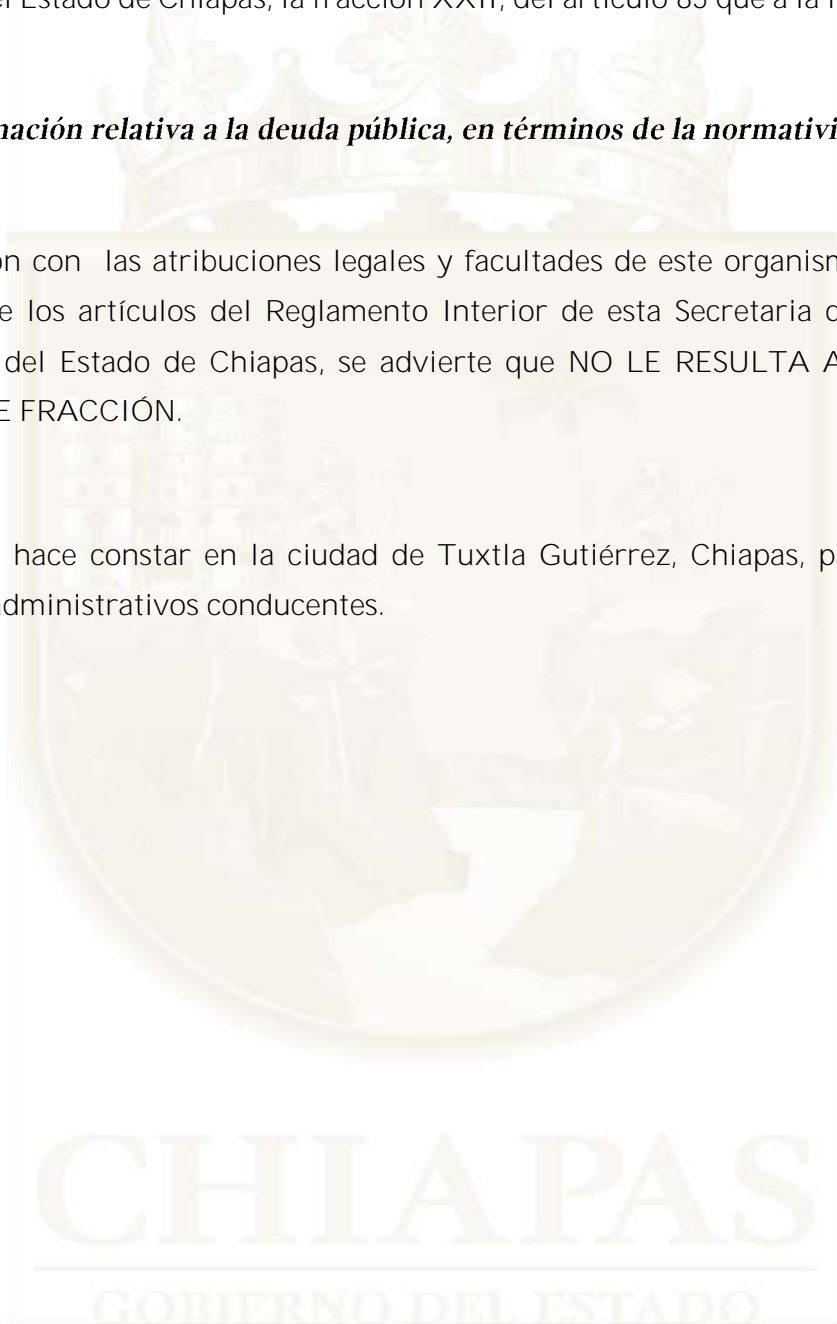 el Estado de Chiapas, la fracción XXII, del artículo 85 que a la
mación relativa a la deuda pública, en términos de la normativi
ón con las atribuciones legales y facultades de este organism
e los artículos del Reglamento Interior de esta Secretaria
del Estado de Chiapas, se advierte que NO LE RESULTA A
E FRACCIÓN.
hace constar en la ciudad de Tuxtla Gutiérrez, Chiapas, p
administrativos conducentes.
CHIAPAS
GOBIERNO DEL ESTADO